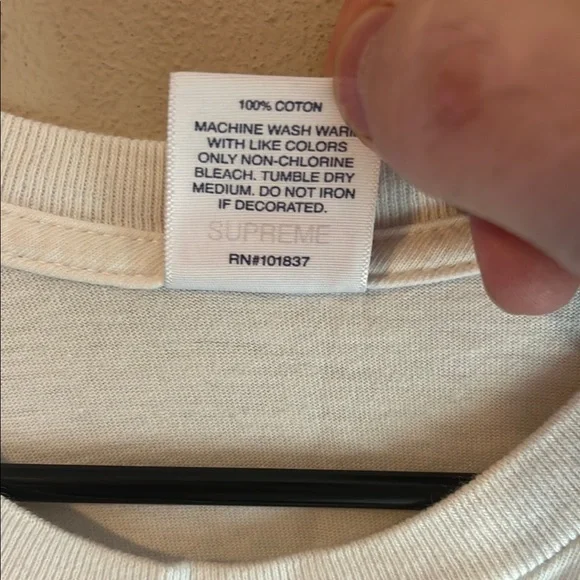 100% COTON
MACHINE WASH WARM
WITH LIKE COLORS
ONLY NON-CHLORINE
BLEACH. TUMBLE DRY
MEDIUM. DO NOT IRON
IF DECORATED.
SUPREME
RN#101837